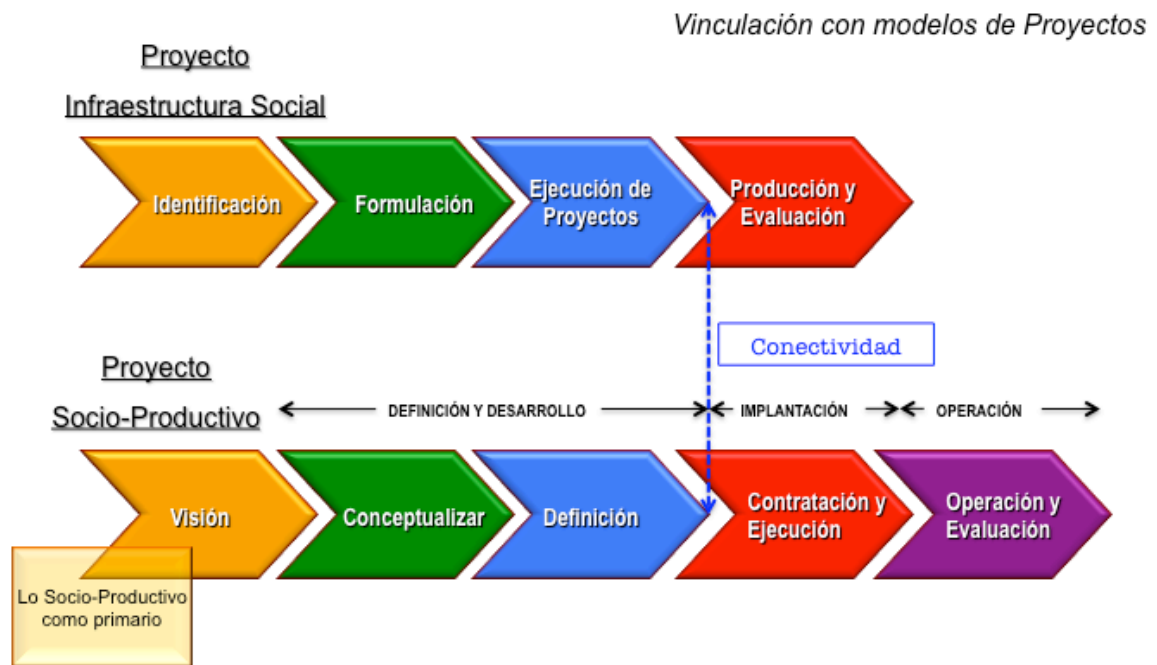 Vinculación con modelos de Proyectos
Proyecto
Infraestructura Social
Identificación
Formulación
Ejecución de
Proyectos
Producción y
Evaluación
Conectividad
Proyecto
Socio-Productivo
DEFINICIÓN Y DESARROLLO
IMPLANTACIÓN
OPERACIÓN
Visión
Conceptualizar
Definición
Contratación y
Ejecución
Operación y
Evaluación
Lo Socio-Productivo
como primario